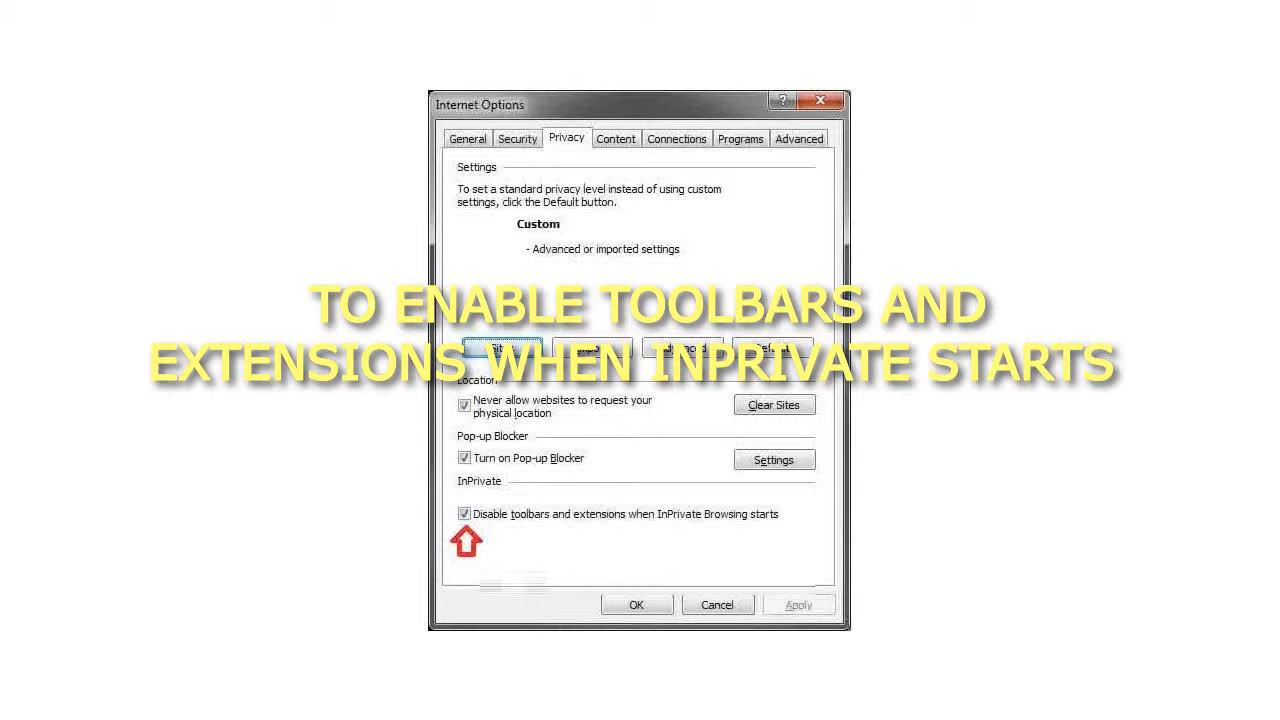 Internet Options
General Security Privacy Content Connections Programs Advanced
Settings
To set a standard privacy level instead of using custom
settings, click the Default button.
Custom
- Advanced or imported settings
TO ENABLE TOOLBARS AND
EXTENSIONS WHEN INPRIVATE STARTS
Location
Never allow websites to request your
physical location
Clear Sites
Pop-up Blocker
Turn on Pop-up Blocker
Settings
InPrivate
Disable toolbars and extensions when InPrivate Browsing starts
OK Cancel Apply